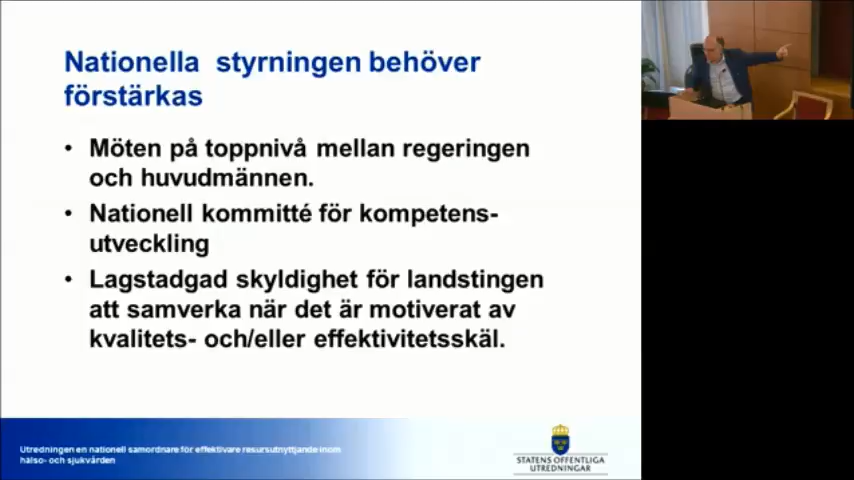 Nationella styrningen behöver
förstärkas
• Möten på toppnivå mellan regeringen
och huvudmännen.
• Nationell kommitté för kompetens-
utveckling
• Lagstadgad skyldighet för landstingen
att samverka när det är motiverat av
kvalitets- och/eller effektivitetsskäl.
Utredningen en nationell samordnare för effektivare resursutnyttjande inom
hälso- och sjukvården
STATENS OFFENTLIGA
UTREDNINGAR